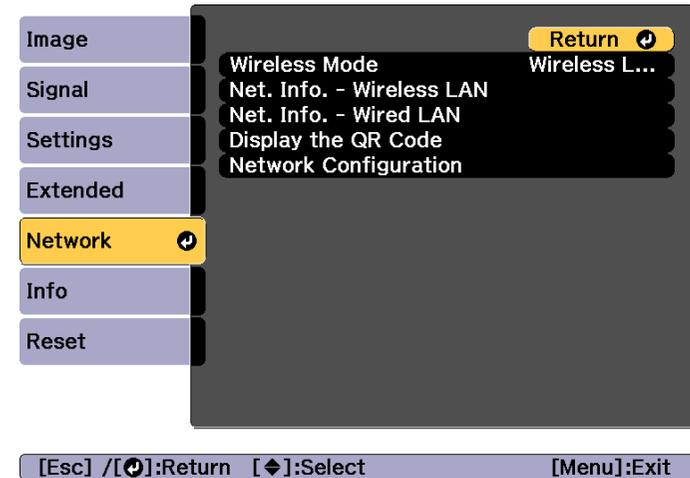 Image
Signal
Settings
Extended
Network
Info
Reset
Return
Wireless Mode Wireless L...
Net. Info. - Wireless LAN
Net. Info. - Wired LAN
Display the QR Code
Network Configuration
[Esc] /[⏎]:Return [◆]:Select [Menu]:Exit